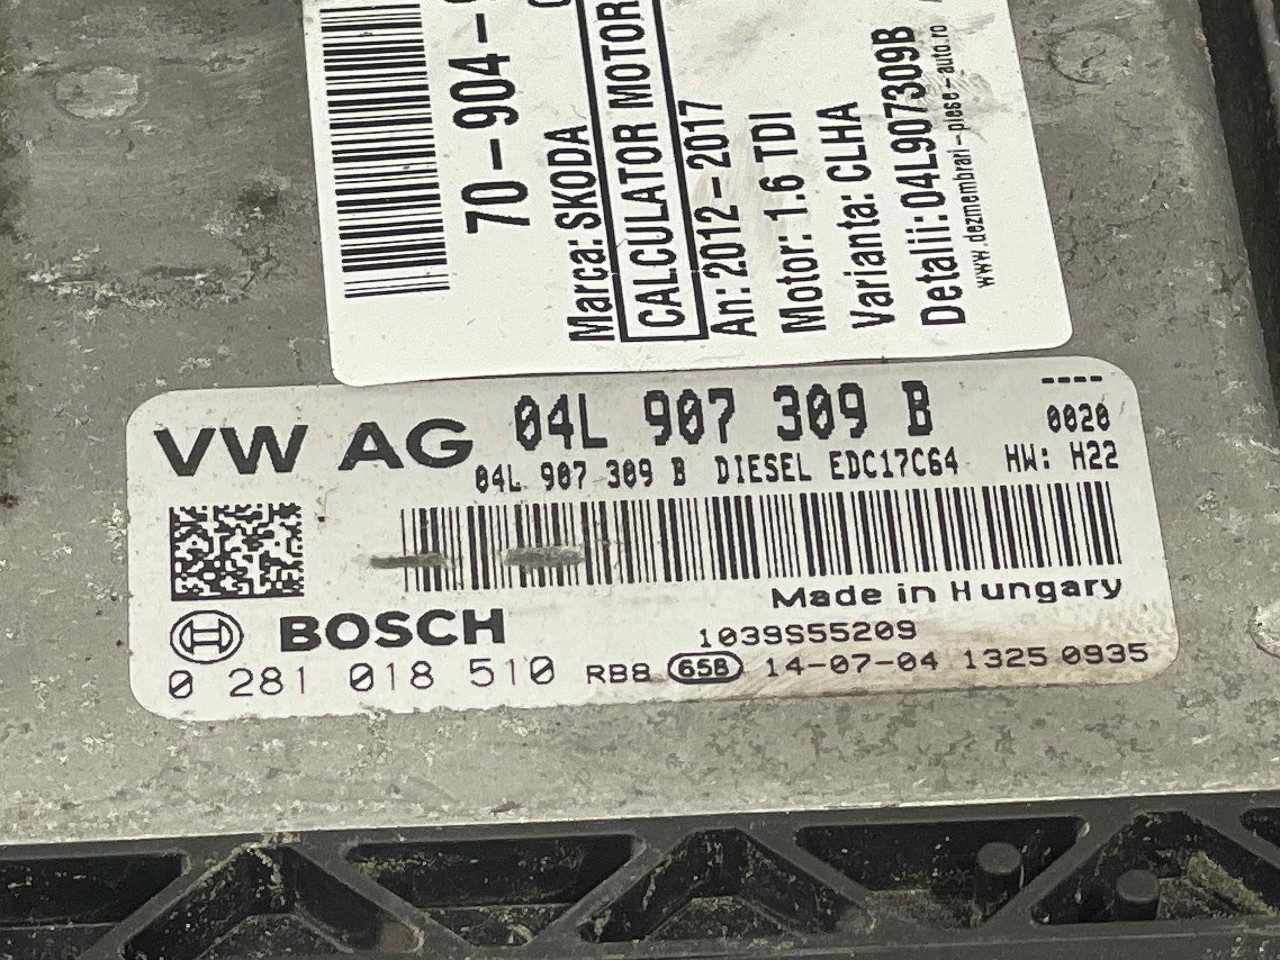 70-904-
Marca: SKODA
CALCULATOR MOTOR
An: 2012-2017
Motor: 1.6 TDI
Varianta: CLHA
Detalii: 04L907309B
www.dezmembrari-piese-auto.ro
VW AG 04L 907 309 B
----
0020
04L 907 309 B DIESEL EDC17C64 HW: H22
Made in Hungary
BOSCH
1039S55209
0 281 018 510 RB8 65B 14-07-04 1325 0935